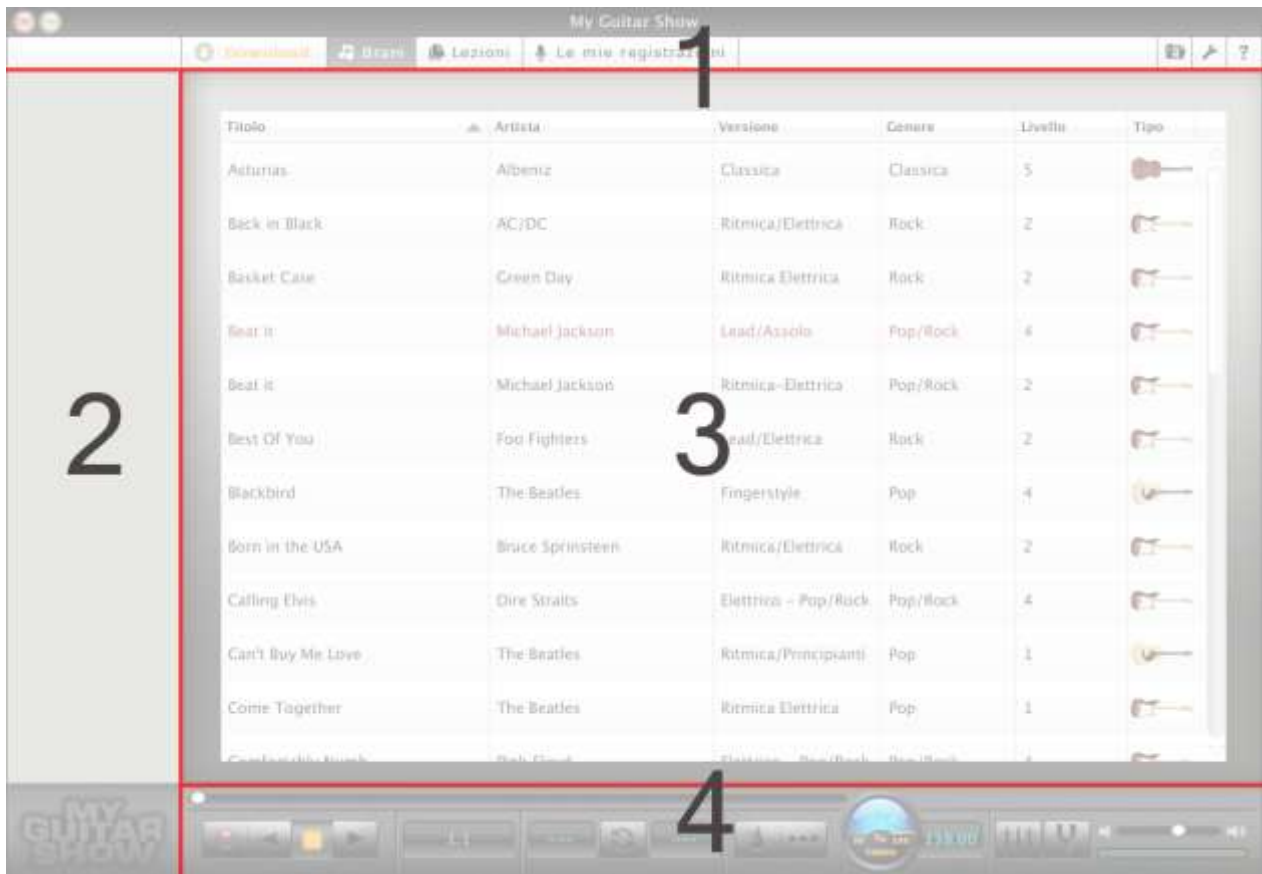 My Guitar Show
Download Brani Lezioni Le mie registrazioni ?
1
Titolo Artista Versione Genere Livello Tipo
Asturias Albeniz Classica Classica 5
Back in Black AC/DC Ritmica/Elettrica Rock 2
Basket Case Green Day Ritmica Elettrica Rock 2
Beat it Michael Jackson Lead/Assolo Pop/Rock 4
Beat it Michael Jackson Ritmica-Elettrica Pop/Rock 2
2
3
Best Of You Foo Fighters Lead/Elettrica Rock 2
Blackbird The Beatles Fingerstyle Pop 4
Born in the USA Bruce Sprinsteen Ritmica/Elettrica Rock 2
Calling Elvis Dire Straits Elettrico - Pop/Rock Pop/Rock 4
Can't Buy Me Love The Beatles Ritmica/Principianti Pop 1
Come Together The Beatles Ritmica Elettrica Pop 1
4
MY
GUITAR
SHOW
1.1